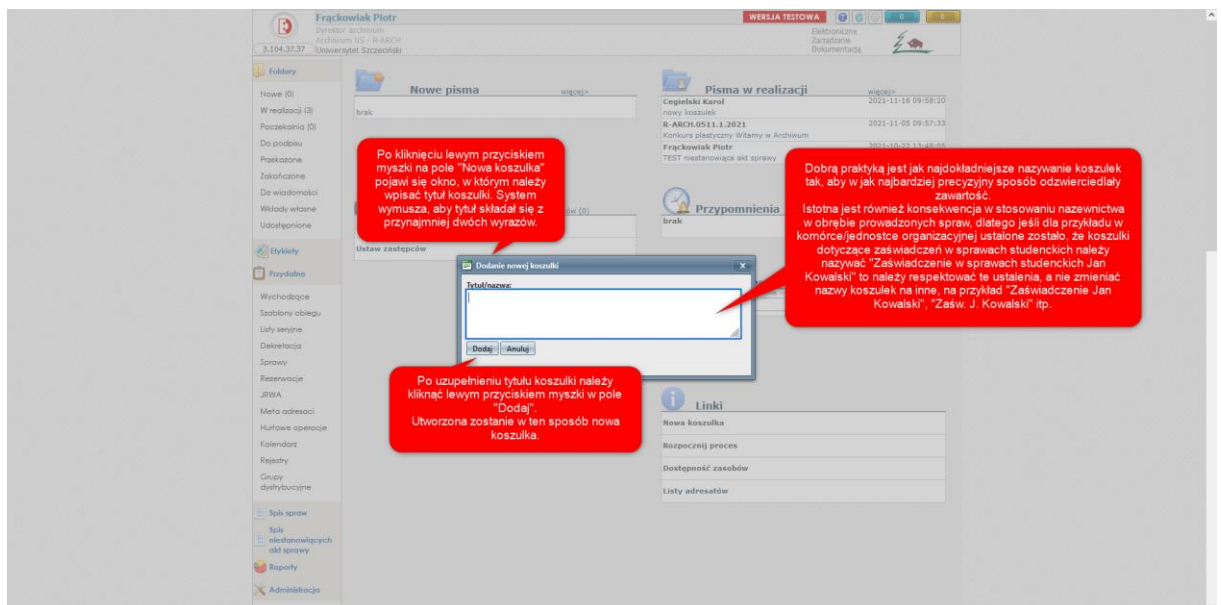 Frąckowiak Piotr
Dyrektor archiwum
Archiwum US - R-ARCH
3.104.37.37 Uniwersytet Szczeciński
WERSJA TESTOWA
0
0
Elektroniczne
Zarządzanie
Dokumentacją
Foldery
Nowe (0)
W realizacji (3)
Poczekalnia (0)
Do podpisu
Przekazane
Zakończone
Do wiadomości
Wkłady własne
Udostępnione
Etykiety
Przydatne
Wychodzące
Szablony obiegu
Listy seryjne
Dekretacja
Sprawy
Rezerwacje
JRWA
Meta adresaci
Hurtowe operacje
Kalendarz
Rejestry
Grupy
dystrybucyjne
Spis spraw
Spis
niestanowiących
akt sprawy
Raporty
Administracja
Nowe pisma
więcej>
brak
Pisma w realizacji
więcej>
Cegielski Karol
2021-11-16 09:58:20
nowy koszulek
R-ARCH.0511.1.2021
2021-11-05 09:57:33
Konkurs plastyczny Witamy w Archiwum
Frąckowiak Piotr
2021-10-22 13:48:05
TEST niestanowiąca akt sprawy
Po kliknięciu lewym przyciskiem
myszki na pole "Nowa koszulka"
pojawi się okno, w którym należy
wpisać tytuł koszulki. System
wymusza, aby tytuł składał się z
przynajmniej dwóch wyrazów.
(0)
Ustaw zastępców
Przypomnienia
brak
Dobrą praktyką jest jak najdokładniejsze nazywanie koszulek
tak, aby w jak najbardziej precyzyjny sposób odzwierciedlały
zawartość.
Istotna jest również konsekwencja w stosowaniu nazewnictwa
w obrębie prowadzonych spraw, dlatego jeśli dla przykładu w
komórce/jednostce organizacyjnej ustalone zostało, że koszulki
dotyczące zaświadczeń w sprawach studenckich należy
nazywać "Zaświadczenie w sprawach studenckich Jan
Kowalski" to należy respektować te ustalenia, a nie zmieniać
nazwy koszulek na inne, na przykład "Zaświadczenie Jan
Kowalski", "Zaśw. J. Kowalski" itp.
Dodanie nowej koszulki
Tytuł/nazwa:
Dodaj
Anuluj
Po uzupełnieniu tytułu koszulki należy
kliknąć lewym przyciskiem myszki w pole
"Dodaj".
Utworzona zostanie w ten sposób nowa
koszulka.
Linki
Nowa koszulka
Rozpocznij proces
Dostępność zasobów
Listy adresatów